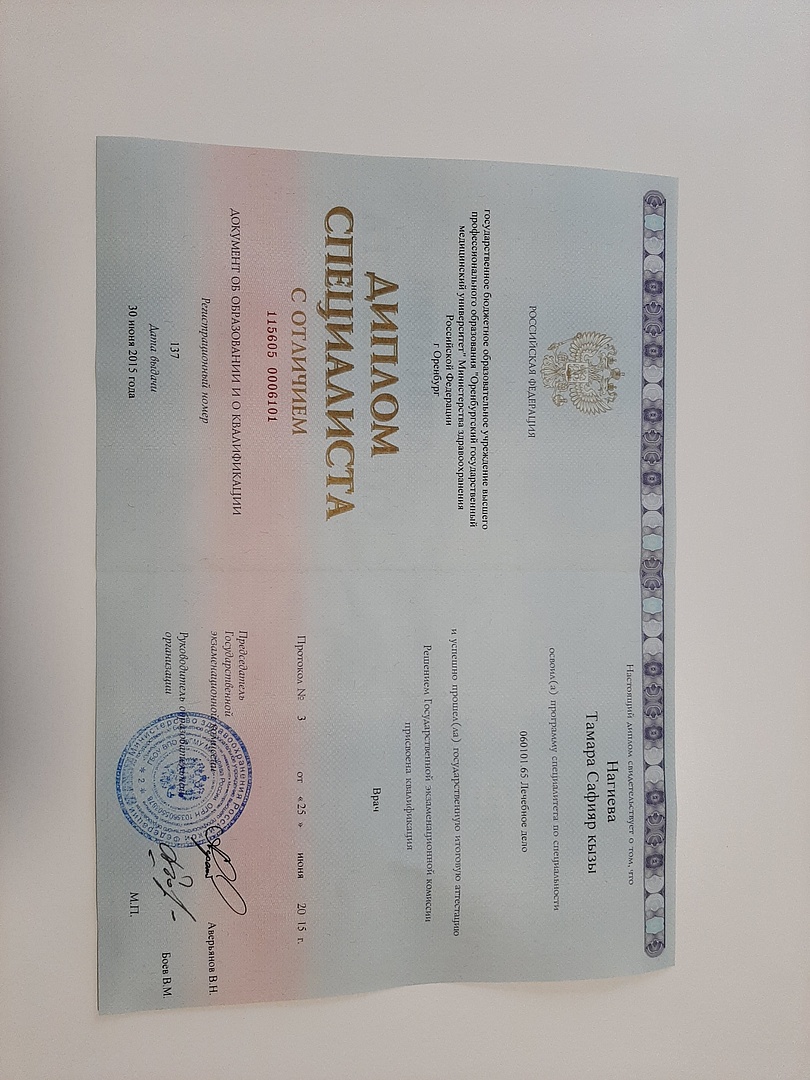 РОССИЙСКАЯ ФЕДЕРАЦИЯ
государственное бюджетное образовательное учреждение высшего
профессионального образования "Оренбургский государственный
медицинский университет" Министерства здравоохранения
Российской Федерации
г Оренбург
ДИПЛОМ
СПЕЦИАЛИСТА
С ОТЛИЧИЕМ
115605 0006101
ДОКУМЕНТ ОБ ОБРАЗОВАНИИ И О КВАЛИФИКАЦИИ
Регистрационный номер
137
Дата выдачи
30 июня 2015 года
Настоящий диплом свидетельствует о том, что
Нагиева
Тамара Сафияр кызы
освоил(а) программу специалитета по специальности
060101.65 Лечебное дело
и успешно прошел(ла) государственную итоговую аттестацию
Решением Государственной экзаменационной комиссии
присвоена квалификация
Врач
Протокол № 3 от «25 » июня 20 15 г.
Председатель
Государственной
экзаменационной комиссии
Аверьянов В.Н.
Руководитель образовательной
организации
Боев В.М.
М.П.